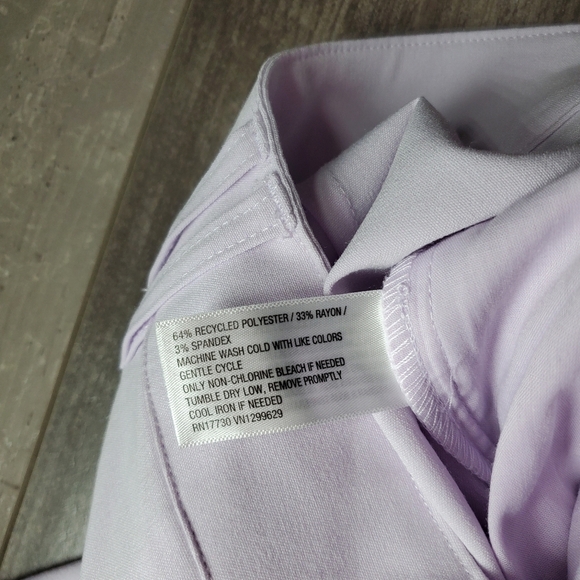 64% RECYCLED POLYESTER / 33% RAYON /
3% SPANDEX
MACHINE WASH COLD WITH LIKE COLORS
GENTLE CYCLE
ONLY NON-CHLORINE BLEACH IF NEEDED
TUMBLE DRY LOW, REMOVE PROMPTLY
COOL IRON IF NEEDED
RN17730 VN1299629